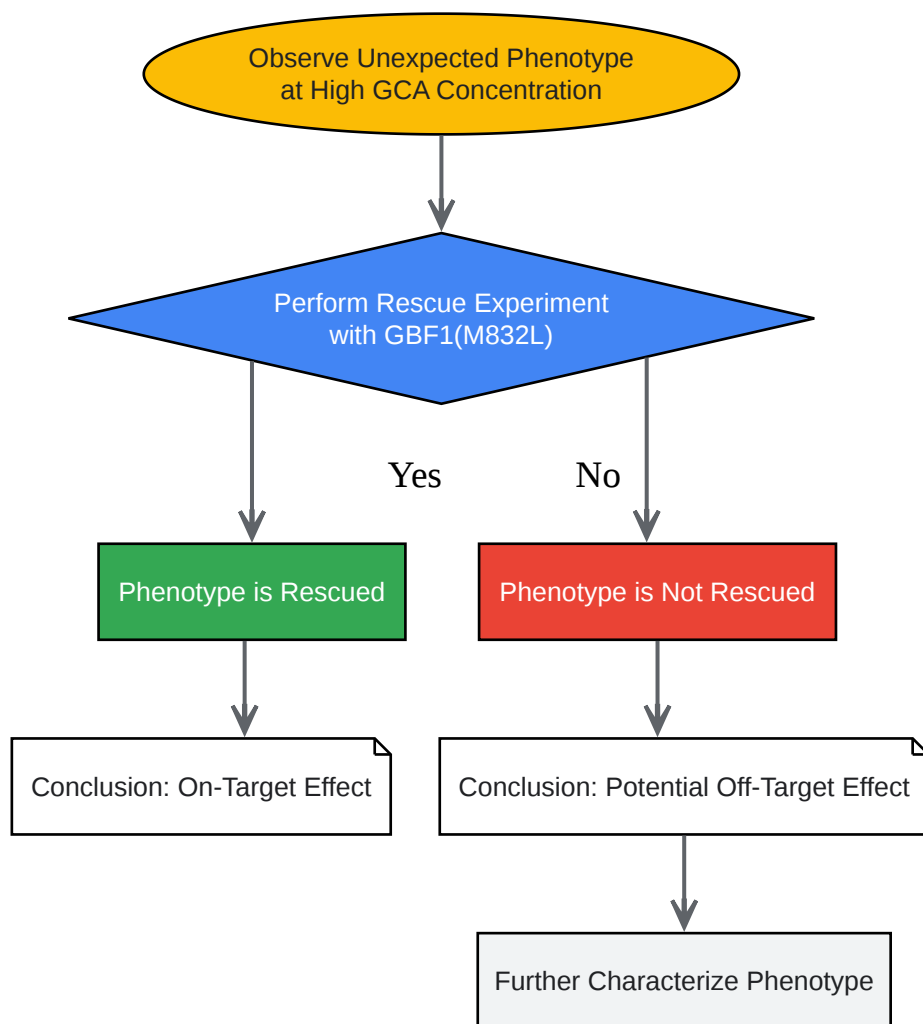 Observe Unexpected Phenotype
at High GCA Concentration
Perform Rescue Experiment
with GBF1(M832L)
Yes
No
Phenotype is Rescued
Phenotype is Not Rescued
Conclusion: On-Target Effect
Conclusion: Potential Off-Target Effect
Further Characterize Phenotype